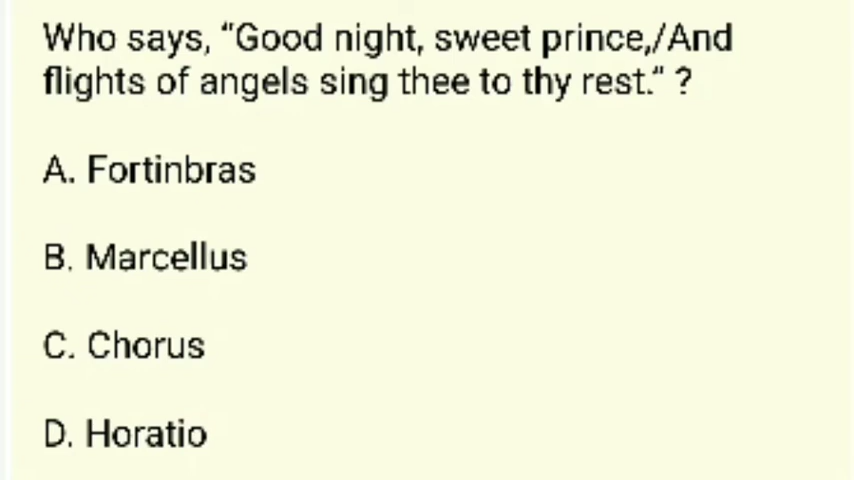 Who says, “Good night, sweet prince,/And
flights of angels sing thee to thy rest.“ ?
A. Fortinbras
B. Marcellus
C. Chorus
D. Horatio